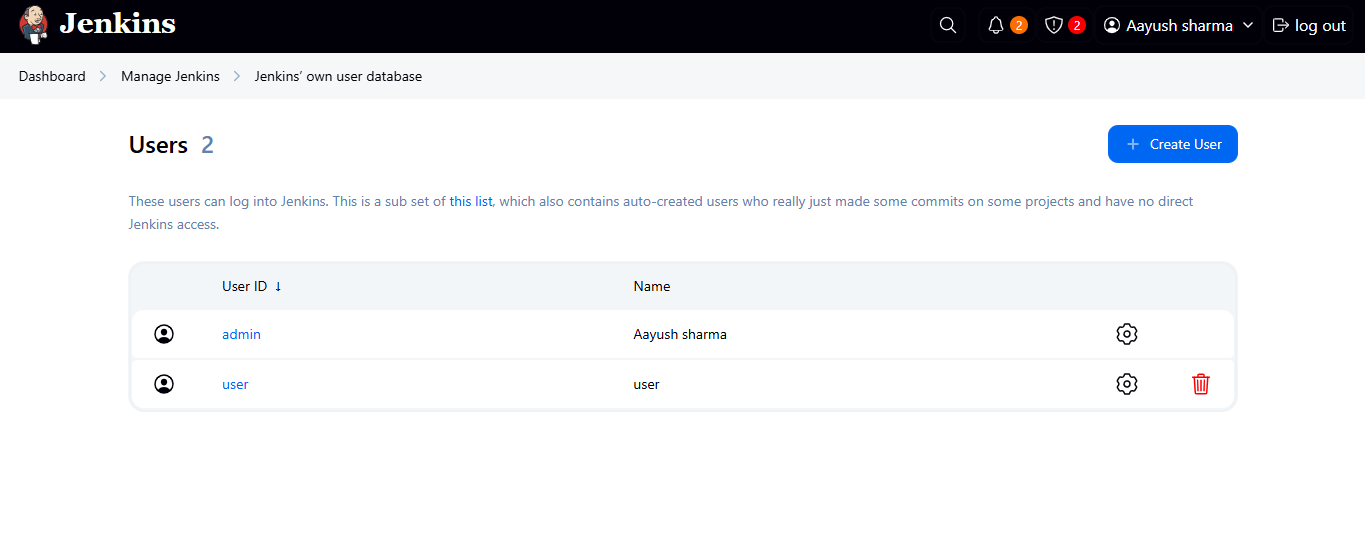 Jenkins 2 2 Aayush sharma log out
Dashboard Manage Jenkins Jenkins’ own user database
Users 2 + Create User
These users can log into Jenkins. This is a sub set of this list, which also contains auto-created users who really just made some commits on some projects and have no direct
Jenkins access.
User ID ↓ Name
admin Aayush sharma
user user